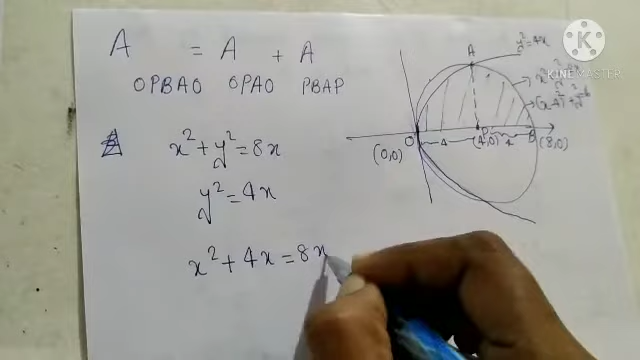 A = A + A
OPBAO OPAO PBAP
x² + y² = 8x
y² = 4x
x² + 4x = 8x
A
y² = 4x
O
4
P
4
B
(0,0)
(4,0)
(8,0)
KINEMASTER